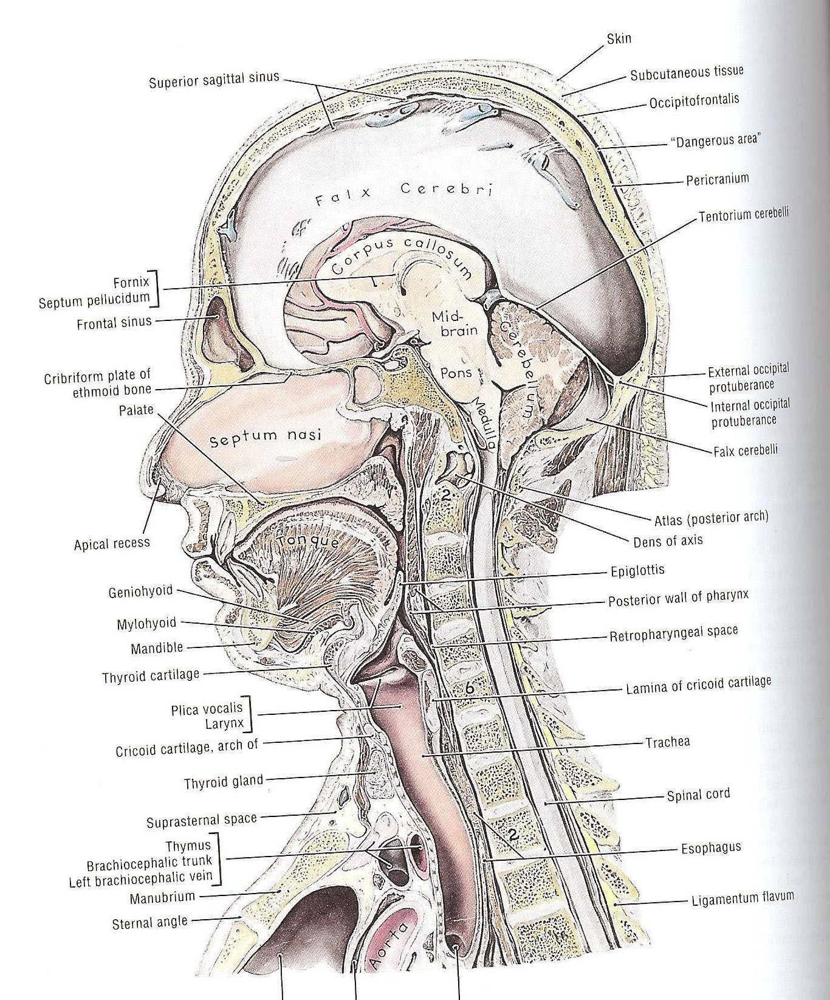 Skin
Superior sagittal sinus
Subcutaneous tissue
Occipitofrontalis
“Dangerous area”
Pericranium
Falx Cerebri
Tentorium cerebelli
Corpus callosum
Fornix
Septum pellucidum
Frontal sinus
Mid-
brain
Cerebellum
Pons
Medulla
Cribriform plate of
ethmoid bone
External occipital
protuberance
Internal occipital
protuberance
Palate
Septum nasi
Falx cerebelli
2
Apical recess
Tongue
Atlas (posterior arch)
Dens of axis
Epiglottis
Geniohyoid
Posterior wall of pharynx
Mylohyoid
Retropharyngeal space
Mandible
Thyroid cartilage
6
Lamina of cricoid cartilage
Plica vocalis
Larynx
Cricoid cartilage, arch of
Trachea
Thyroid gland
Spinal cord
Suprasternal space
2
Thymus
Brachiocephalic trunk
Left brachiocephalic vein
Esophagus
Manubrium
Ligamentum flavum
Sternal angle
Aorta